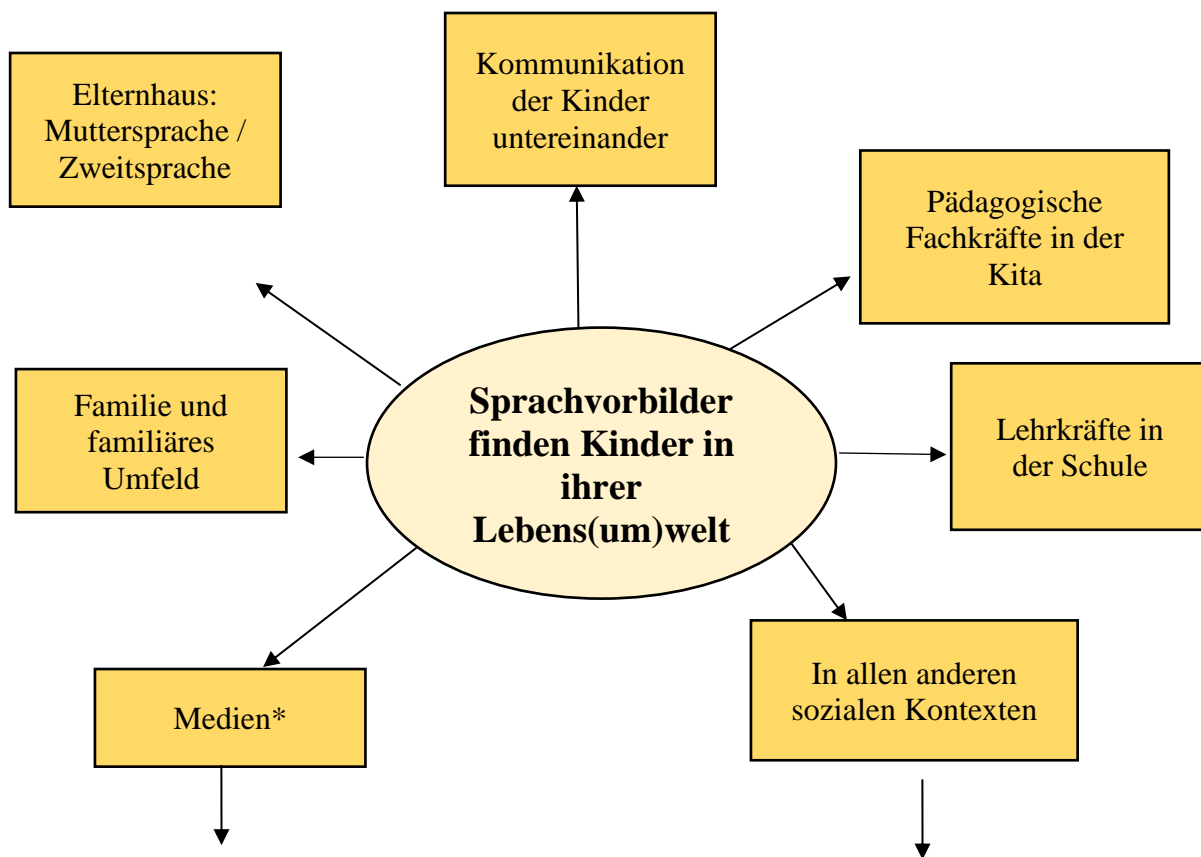 Elternhaus:
Muttersprache /
Zweitsprache
Kommunikation
der Kinder
untereinander
Pädagogische
Fachkräfte in der
Kita
Familie und
familiäres
Umfeld
Sprachvorbilder
finden Kinder in
ihrer
Lebens(um)welt
Lehrkräfte in
der Schule
Medien*
In allen anderen
sozialen Kontexten